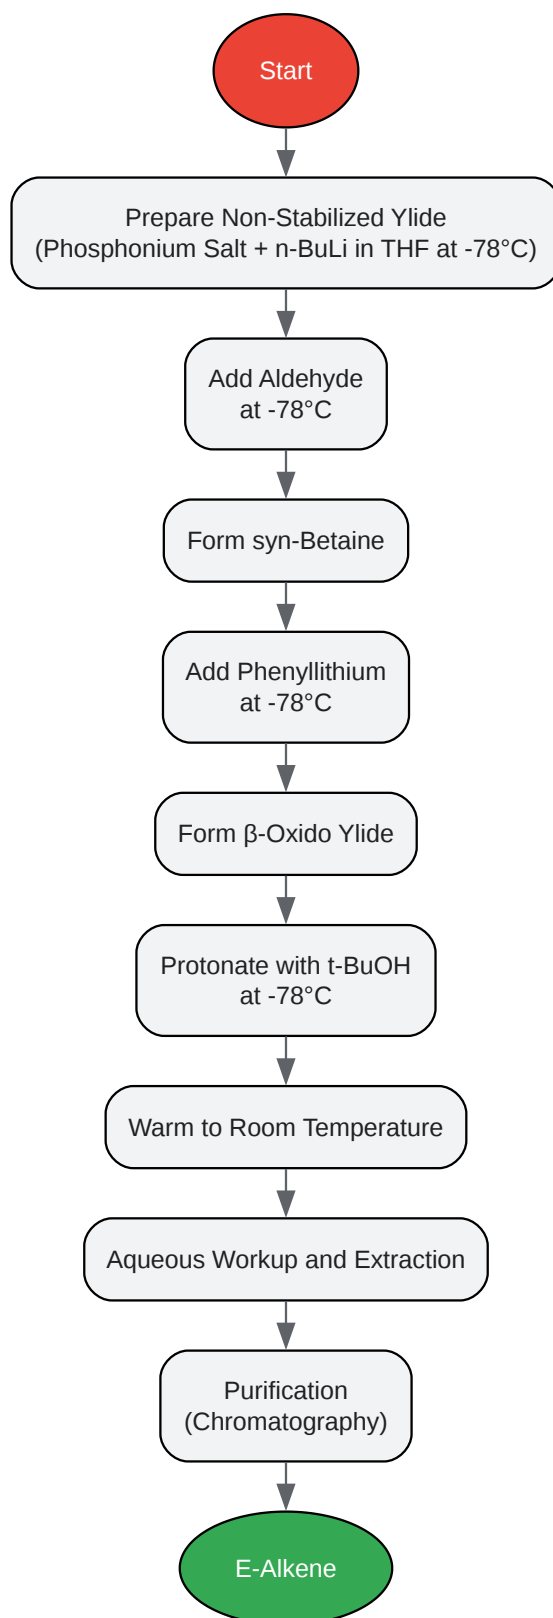 Start
Prepare Non-Stabilized Ylide
(Phosphonium Salt + n-BuLi in THF at -78°C)
Add Aldehyde
at -78°C
Form syn-Betaine
Add Phenyllithium
at -78°C
Form β-Oxido Ylide
Protonate with t-BuOH
at -78°C
Warm to Room Temperature
Aqueous Workup and Extraction
Purification
(Chromatography)
E-Alkene